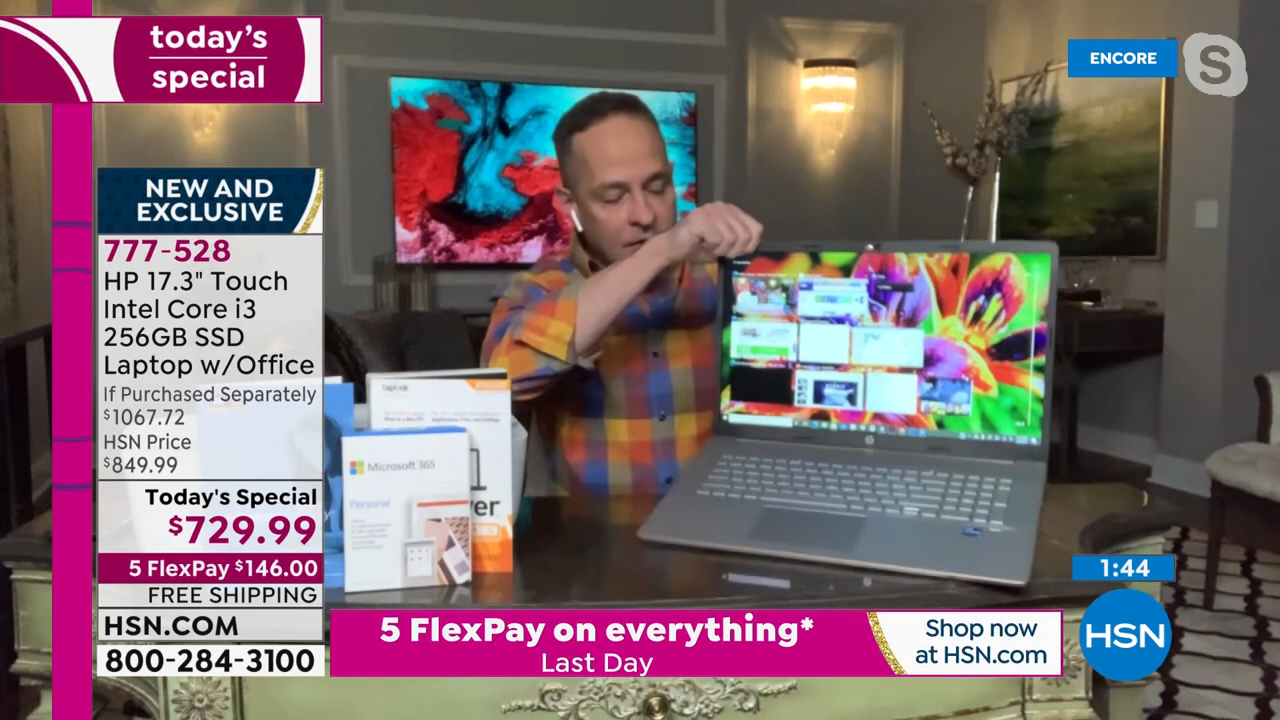 today's
special
ENCORE
S
NEW AND
EXCLUSIVE
777-528
HP 17.3" Touch
Intel Core i3
256GB SSD
Laptop w/Office
If Purchased Separately
$1067.72
HSN Price
$849.99
Today's Special
$729.99
5 FlexPay $146.00
FREE SHIPPING
HSN.COM
800-284-3100
laplink
Microsoft 365
Personal
ver
hp
5 FlexPay on everything*
Last Day
Shop now
at HSN.com
1:44
HSN